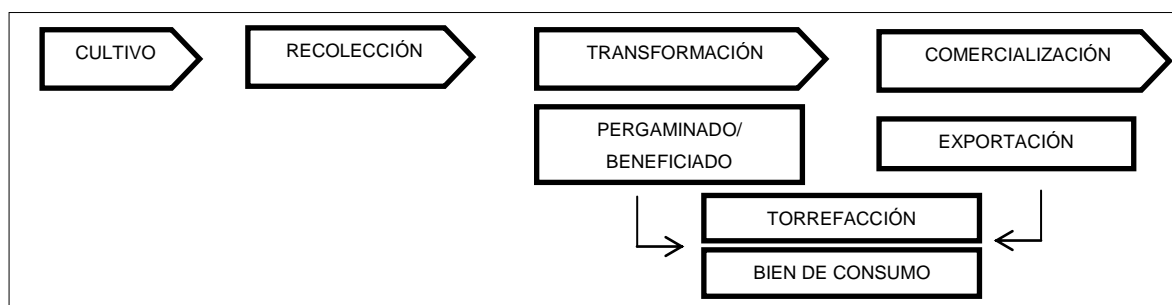 CULTIVO
RECOLECCIÓN
TRANSFORMACIÓN
COMERCIALIZACIÓN
PERGAMINADO/
BENEFICIADO
EXPORTACIÓN
TORREFACCIÓN
BIEN DE CONSUMO